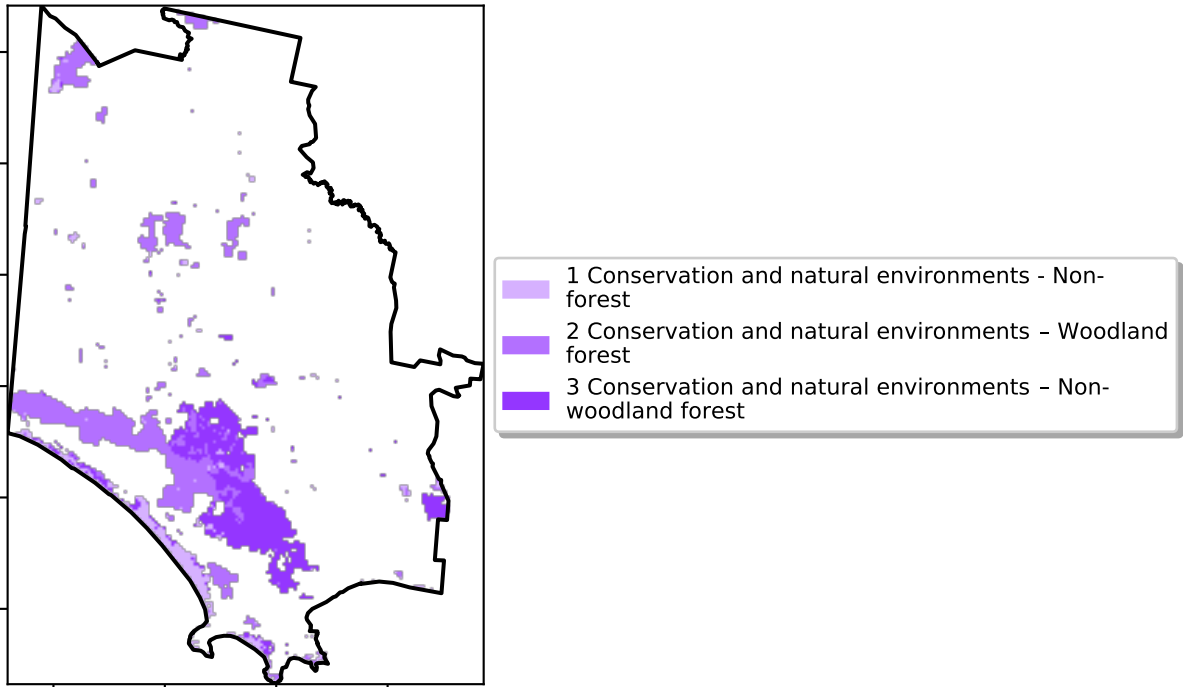 1 Conservation and natural environments - Non-
forest
2 Conservation and natural environments – Woodland
forest
3 Conservation and natural environments – Non-
woodland forest